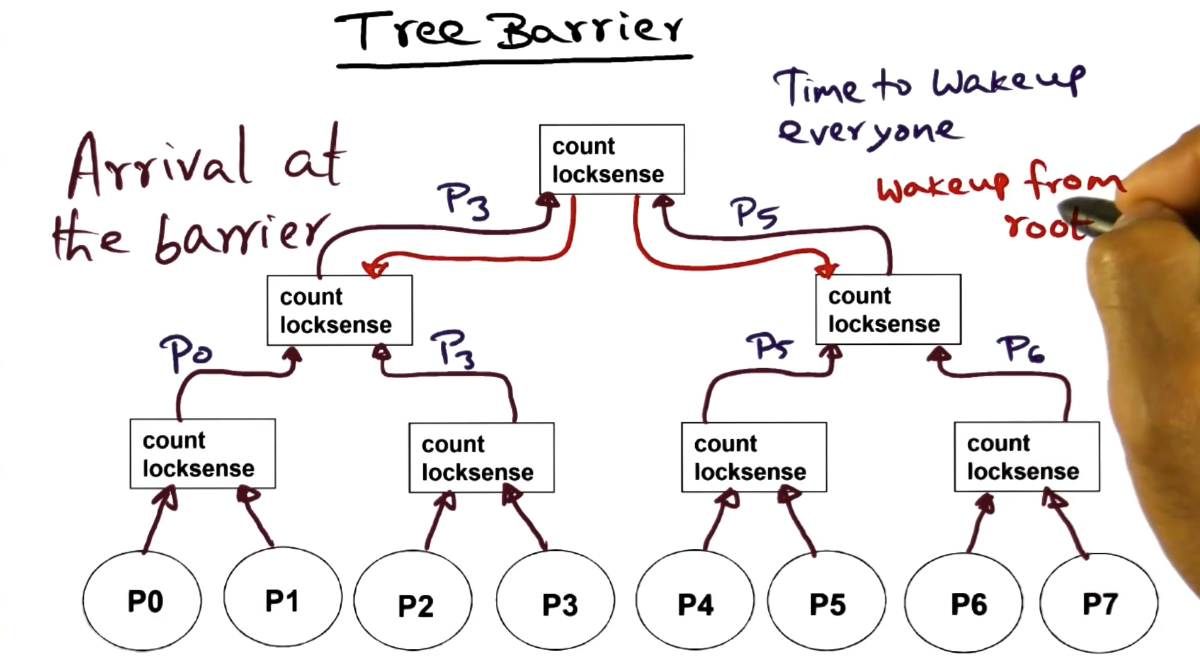 Tree Barrier
Time to Wakeup
everyone
Arrival at
the barrier
count
locksense
wakeup from
root
P3
P5
count
locksense
count
locksense
P0
P3
P5
P6
count
locksense
count
locksense
count
locksense
count
locksense
P0
P1
P2
P3
P4
P5
P6
P7